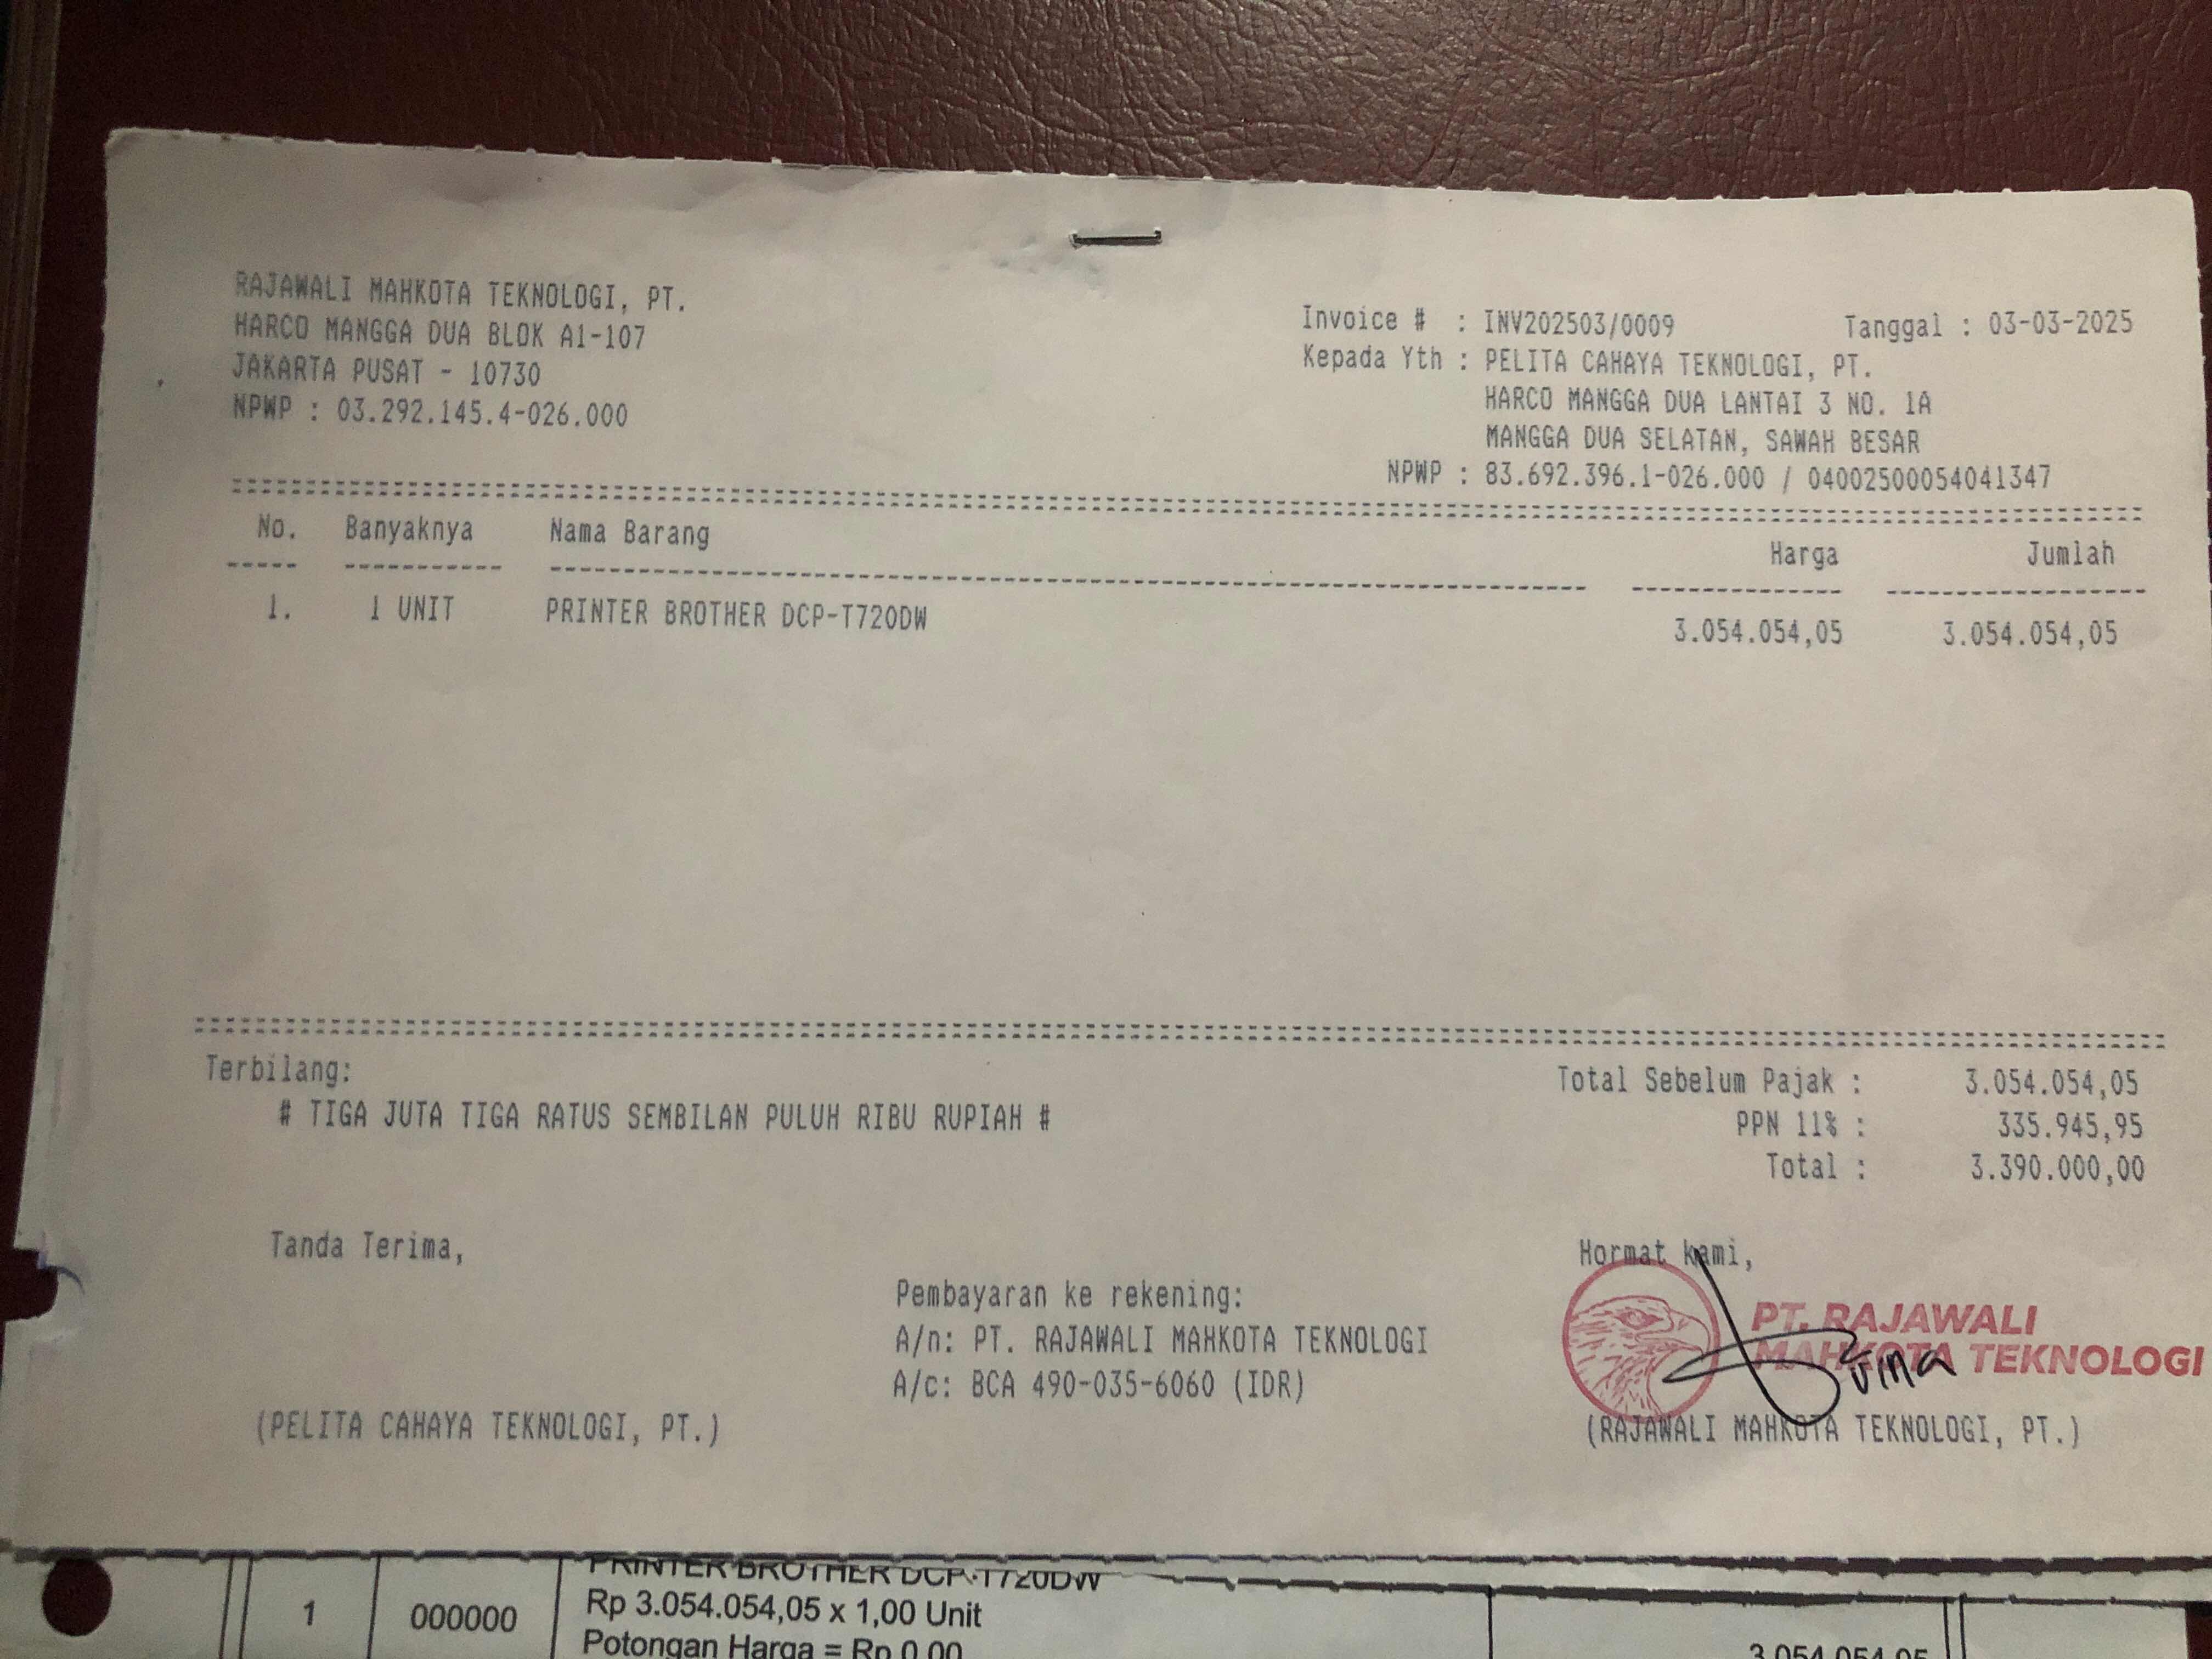 RAJAWALI MAHKOTA TEKNOLOGI, PT.
HARCO MANGGA DUA BLOK A1-107
JAKARTA PUSAT - 10730
NPWP : 03.292.145.4-026.000
Invoice # : INV202503/0009 Tanggal : 03-03-2025
Kepada Yth : PELITA CAHAYA TEKNOLOGI, PT.
HARCO MANGGA DUA LANTAI 3 NO. 1A
MANGGA DUA SELATAN, SAWAH BESAR
NPWP : 83.692.396.1-026.000 / 04002500054041347
No. Banyaknya Nama Barang Harga Jumlah
1. 1 UNIT PRINTER BROTHER DCP-T720DW 3.054.054,05 3.054.054,05
Terbilang:
# TIGA JUTA TIGA RATUS SEMBILAN PULUH RIBU RUPIAH #
Total Sebelum Pajak : 3.054.054,05
PPN 11% : 335.945,95
Total : 3.390.000,00
Tanda Terima,
(PELITA CAHAYA TEKNOLOGI, PT.)
Pembayaran ke rekening:
A/n: PT. RAJAWALI MAHKOTA TEKNOLOGI
A/c: BCA 490-035-6060 (IDR)
Hormat kami,
PT. RAJAWALI
MAHKOTA TEKNOLOGI
(RAJAWALI MAHKOTA TEKNOLOGI, PT.)
PRINTER BROTHER DCP-T720DW
1 000000 Rp 3.054.054,05 x 1,00 Unit
Potongan Harga = Rp 0,00 3.054.054,05